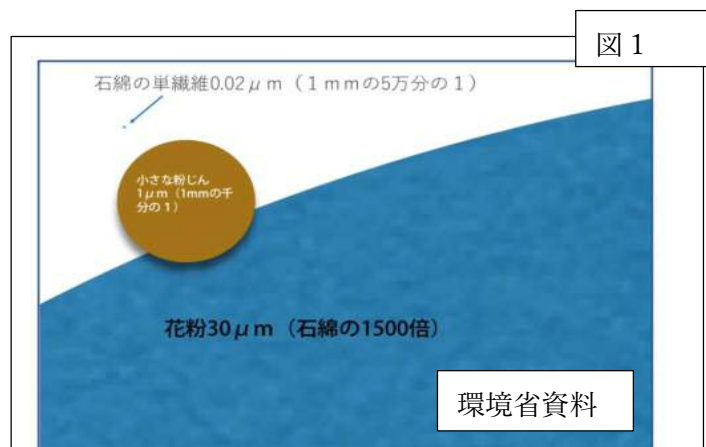 図1
石綿の単繊維0.02μm(1mmの5万分の1)
小さな粉じん
1μm(1mmの千
分の1)
花粉30μm(石綿の1500倍)
環境省資料